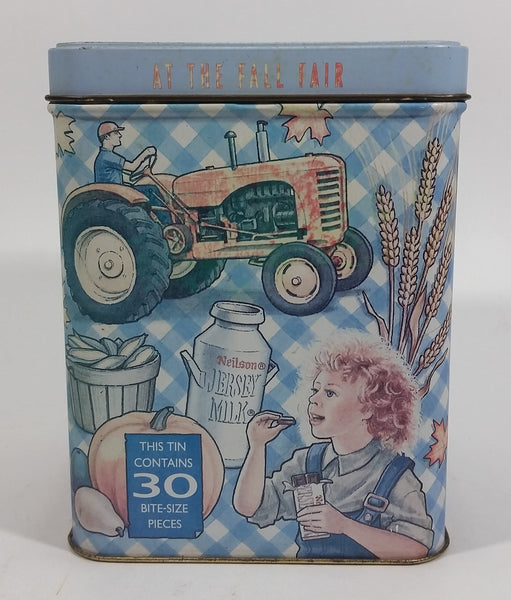 AT THE FALL FAIR
Neilson®
JERSEY
MILK®
THIS TIN
CONTAINS
30
BITE-SIZE
PIECES